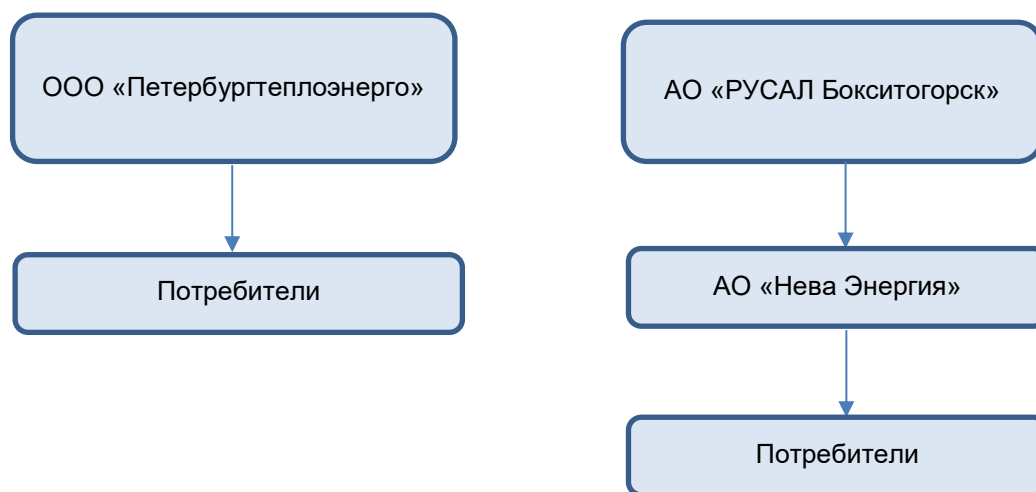 ООО «Петербургтеплоэнерго»
Потребители
АО «РУСАЛ Бокситогорск»
АО «Нева Энергия»
Потребители